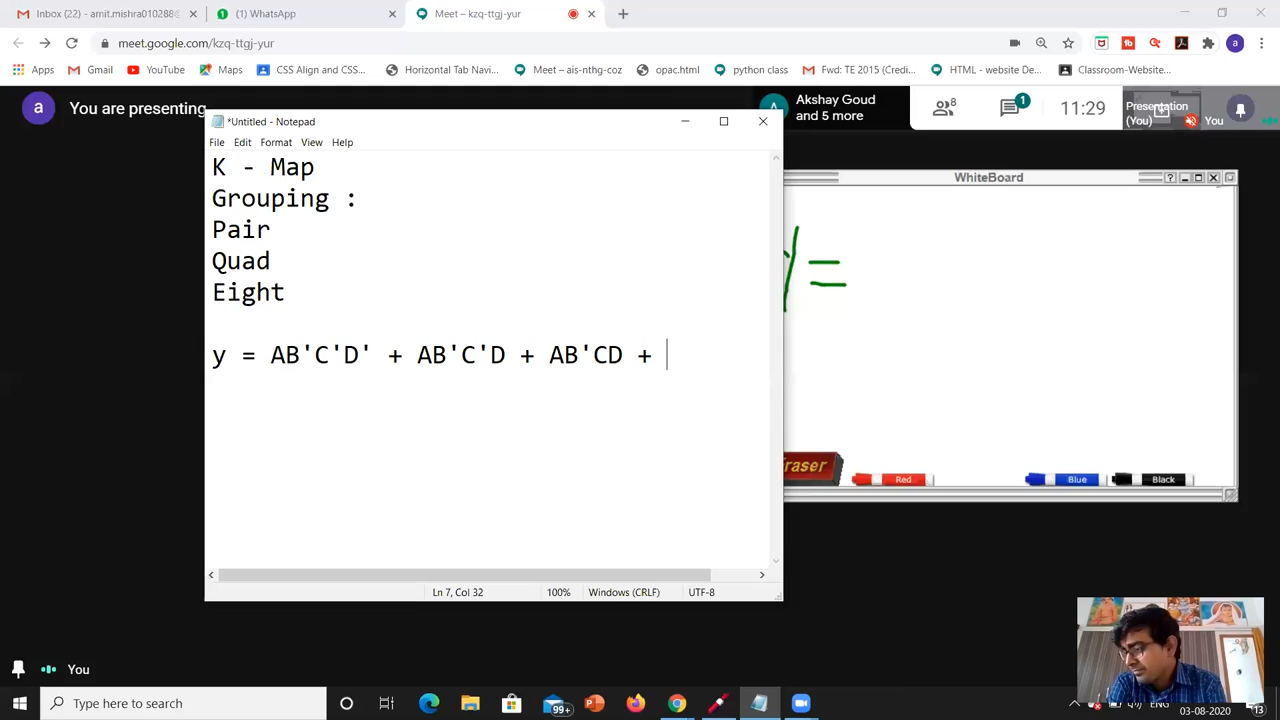 Inbox (22) - amit.mishra010288@
WhatsApp
Meet – kzq-ttgj-yur
meet.google.com/kzq-ttgj-yur
Apps
Gmail
YouTube
Maps
CSS Align and CSS...
Horizontal Tab Navi...
Meet – ais-nthg-coz
opac.html
python class
Fwd: TE 2015 (Credi...
HTML - website De...
Classroom-Website...
a You are presenting
A Akshay Goud
and 5 more
8
1
11:29
Presentation
(You)
You
*Untitled - Notepad
File Edit Format View Help
K - Map
Grouping :
Pair
Quad
Eight
y = AB'C'D' + AB'C'D + AB'CD +
Ln 7, Col 32
100%
Windows (CRLF)
UTF-8
WhiteBoard
Y =
Eraser
Red
Blue
Black
You
Type here to search
99+
ENG
11:29
03-08-2020
13